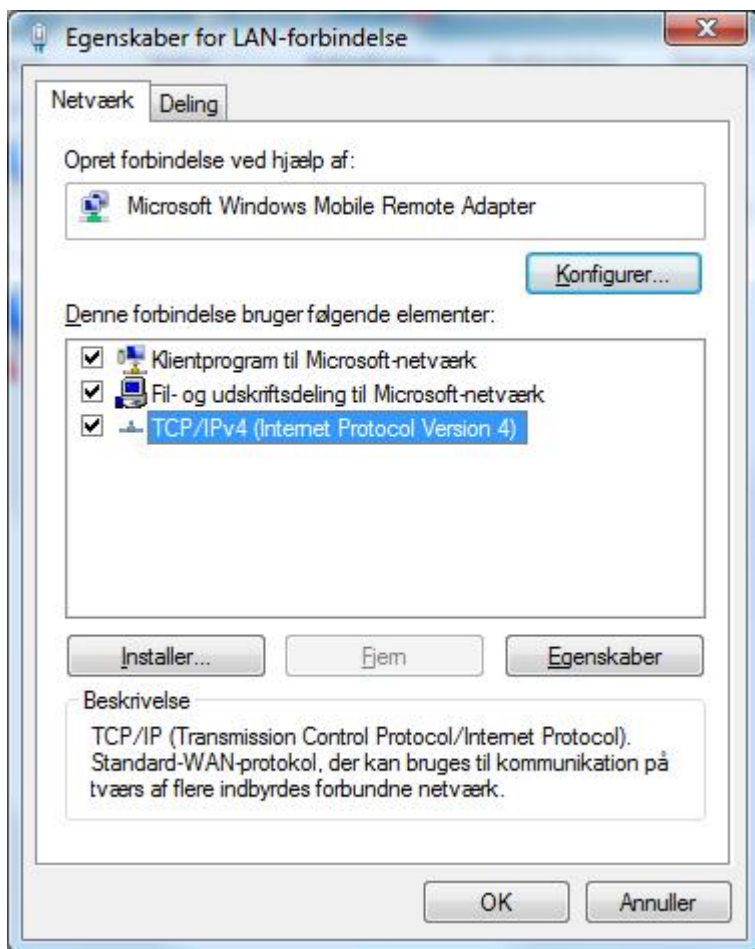 Egenskaber for LAN-forbindelse
Netværk
Deling
Opret forbindelse ved hjælp af:
Microsoft Windows Mobile Remote Adapter
Konfigurer...
Denne forbindelse bruger følgende elementer:
Klientprogram til Microsoft-netværk
Fil- og udskriftsdeling til Microsoft-netværk
TCP/IPv4 (Internet Protocol Version 4)
Installer...
Fjern
Egenskaber
Beskrivelse
TCP/IP (Transmission Control Protocol/Internet Protocol).
Standard-WAN-protokol, der kan bruges til kommunikation på
tværs af flere indbyrdes forbundne netværk.
OK
Annuller